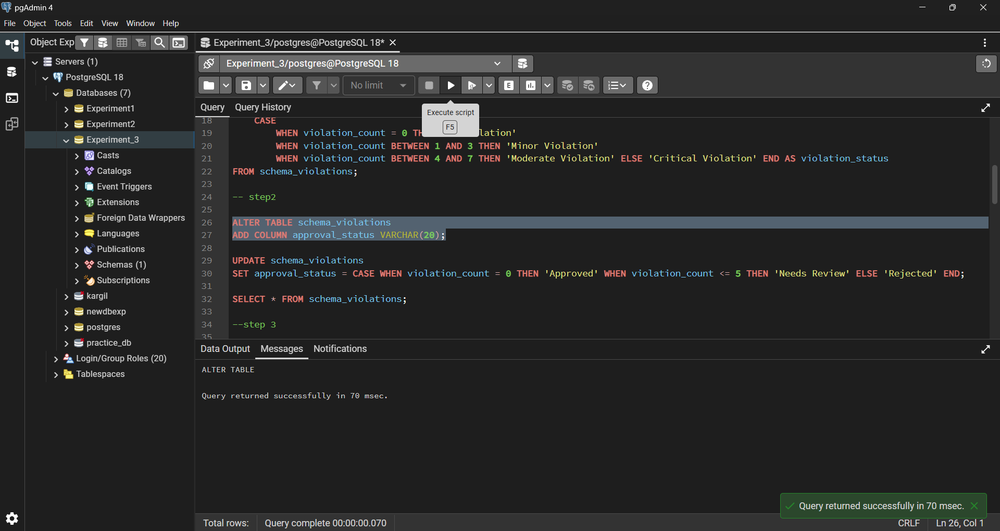 pgAdmin 4
File Object Tools Edit View Window Help
Object Exp
Experiment_3/postgres@PostgreSQL 18*
Servers (1)
PostgreSQL 18
Databases (7)
Experiment1
Experiment2
Experiment_3
Casts
Catalogs
Event Triggers
Extensions
Foreign Data Wrappers
Languages
Publications
Schemas (1)
Subscriptions
kargil
newdbexp
postgres
practice_db
Login/Group Roles (20)
Tablespaces
Experiment_3/postgres@PostgreSQL 18
No limit
E
Query Query History
Execute script
F5
18 CASE
19 WHEN violation_count = 0 TH lation'
20 WHEN violation_count BETWEEN 1 AND 3 THEN 'Minor Violation'
21 WHEN violation_count BETWEEN 4 AND 7 THEN 'Moderate Violation' ELSE 'Critical Violation' END AS violation_status
22 FROM schema_violations;
23
24 -- step2
25
26 ALTER TABLE schema_violations
27 ADD COLUMN approval_status VARCHAR(20);
28
29 UPDATE schema_violations
30 SET approval_status = CASE WHEN violation_count = 0 THEN 'Approved' WHEN violation_count <= 5 THEN 'Needs Review' ELSE 'Rejected' END;
31
32 SELECT * FROM schema_violations;
33
34 --step 3
35
Data Output Messages Notifications
ALTER TABLE
Query returned successfully in 70 msec.
Query returned successfully in 70 msec.
Total rows: Query complete 00:00:00.070 CRLF Ln 26, Col 1